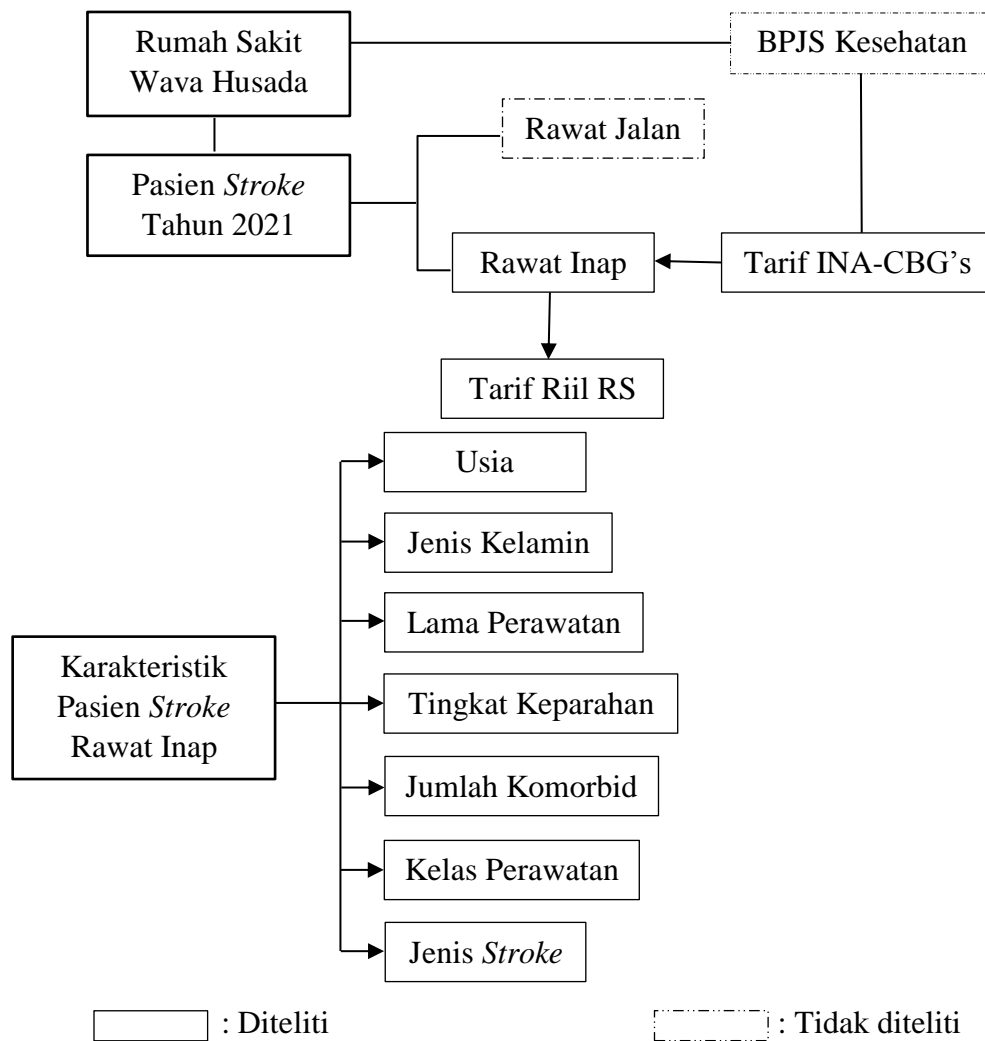 Rumah Sakit
Wava Husada
BPJS Kesehatan
Rawat Jalan
Pasien Stroke
Tahun 2021
Rawat Inap
Tarif INA-CBG’s
Tarif Riil RS
Usia
Jenis Kelamin
Lama Perawatan
Karakteristik
Pasien Stroke
Rawat Inap
Tingkat Keparahan
Jumlah Komorbid
Kelas Perawatan
Jenis Stroke
: Diteliti
: Tidak diteliti